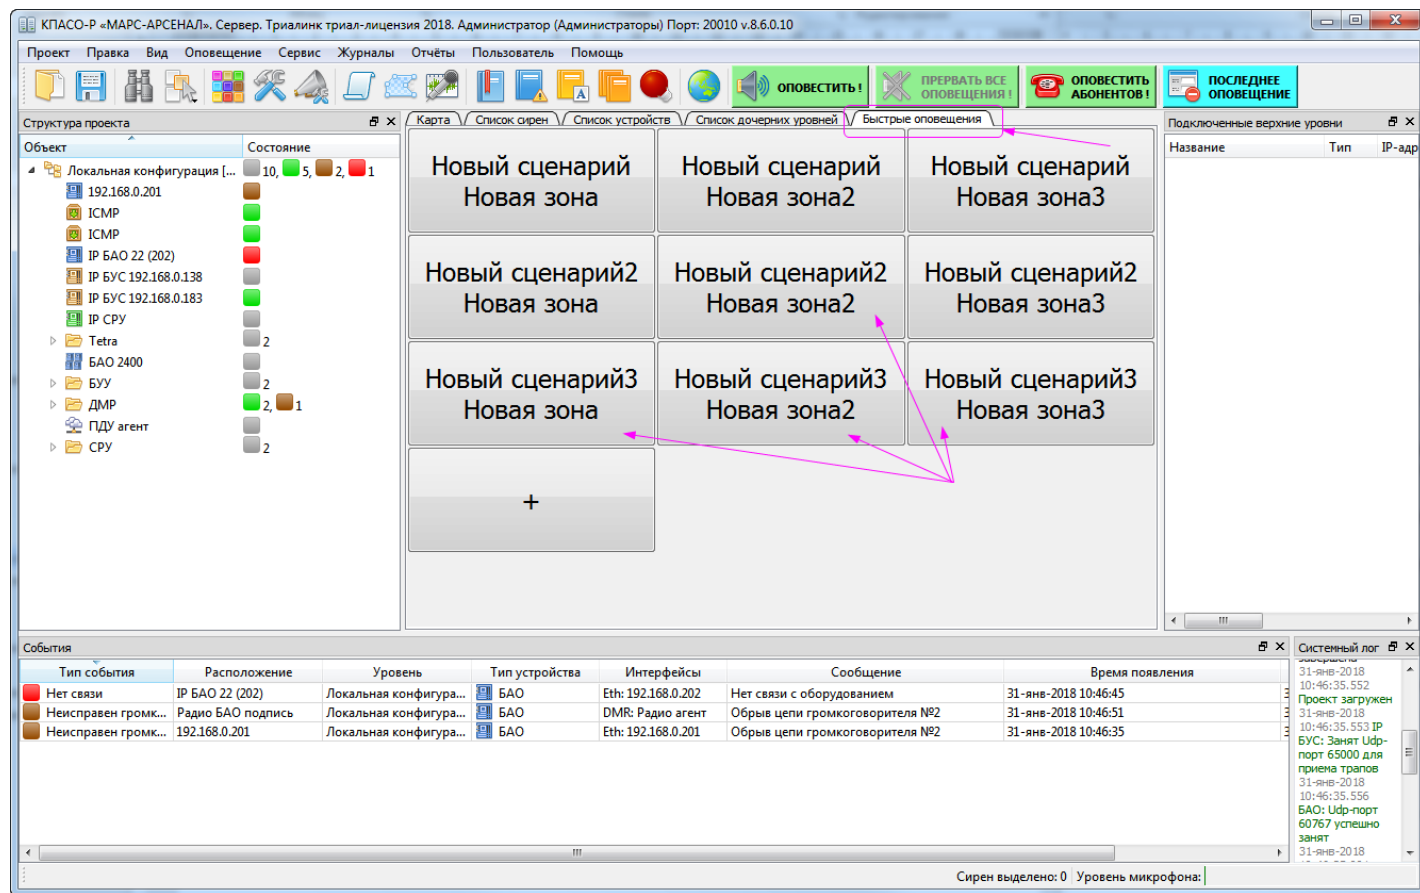 КПАСО-Р «МАРС-АРСЕНАЛ». Сервер. Триалинк триал-лицензия 2018. Администратор (Администраторы) Порт: 20010 v.8.6.0.10
Проект Правка Вид Оповещение Сервис Журналы Отчёты Пользователь Помощь
ОПОВЕСТИТЬ !
ПРЕРВАТЬ ВСЕ
ОПОВЕЩЕНИЯ !
ОПОВЕСТИТЬ
АБОНЕНТОВ !
ПОСЛЕДНЕЕ
ОПОВЕЩЕНИЕ
Структура проекта
Объект Состояние
Локальная конфигурация [... 10, 5, 2, 1
192.168.0.201
ICMP
ICMP
IP БАО 22 (202)
IP БУС 192.168.0.138
IP БУС 192.168.0.183
IP СРУ
Tetra 2
БАО 2400
БУУ 2
ДМР 2, 1
ПДУ агент
СРУ 2
Карта Список сирен Список устройств Список дочерних уровней Быстрые оповещения
Новый сценарий
Новая зона
Новый сценарий
Новая зона2
Новый сценарий
Новая зона3
Новый сценарий2
Новая зона
Новый сценарий2
Новая зона2
Новый сценарий2
Новая зона3
Новый сценарий3
Новая зона
Новый сценарий3
Новая зона2
Новый сценарий3
Новая зона3
+
Подключенные верхние уровни
Название Тип IP-адр
События
Тип события Расположение Уровень Тип устройства Интерфейсы Сообщение Время появления
Нет связи IP БАО 22 (202) Локальная конфигура... БАО Eth: 192.168.0.202 Нет связи с оборудованием 31-янв-2018 10:46:45
Неисправен громк... Радио БАО подпись Локальная конфигура... БАО DMR: Радио агент Обрыв цепи громкоговорителя №2 31-янв-2018 10:46:51
Неисправен громк... 192.168.0.201 Локальная конфигура... БАО Eth: 192.168.0.201 Обрыв цепи громкоговорителя №2 31-янв-2018 10:46:35
Системный лог
завершена
31-янв-2018
10:46:35.552
Проект загружен
31-янв-2018
10:46:35.553 IP
БУС: Занят Udp-
порт 65000 для
приема трапов
31-янв-2018
10:46:35.556
БАО: Udp-порт
60767 успешно
занят
31-янв-2018
Сирен выделено: 0 Уровень микрофона: